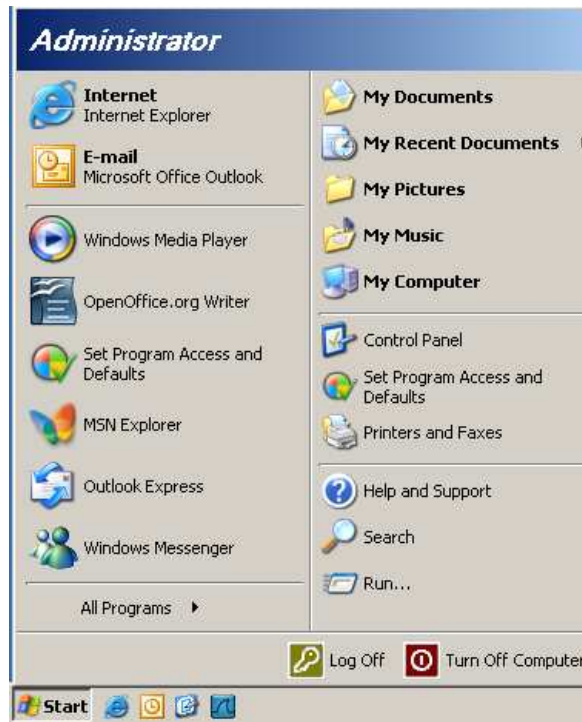 Administrator
Internet
Internet Explorer
E-mail
Microsoft Office Outlook
Windows Media Player
OpenOffice.org Writer
Set Program Access and
Defaults
MSN Explorer
Outlook Express
Windows Messenger
All Programs
My Documents
My Recent Documents
My Pictures
My Music
My Computer
Control Panel
Set Program Access and
Defaults
Printers and Faxes
Help and Support
Search
Run...
Log Off
Turn Off Computer
Start